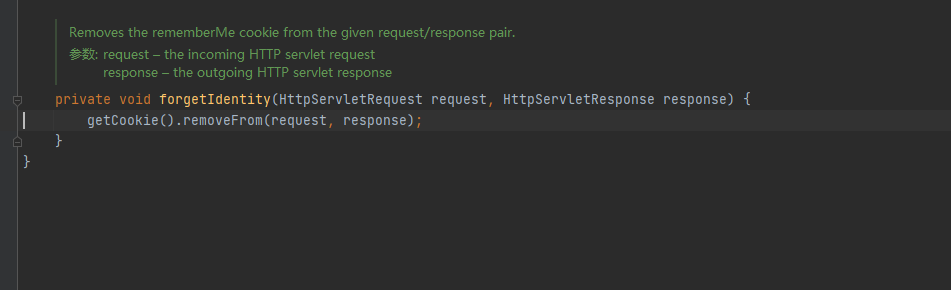 Removes the rememberMe cookie from the given request/response pair.
参数: request – the incoming HTTP servlet request
response – the outgoing HTTP servlet response
private void forgetIdentity(HttpServletRequest request, HttpServletResponse response) {
getCookie().removeFrom(request, response);
}
}